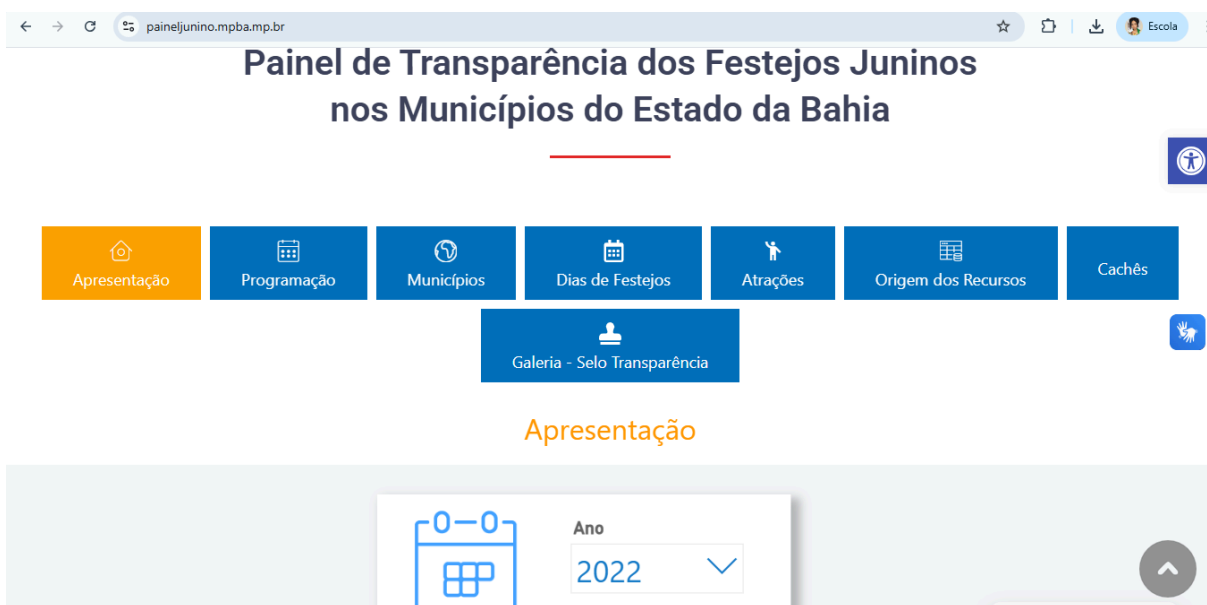 paineljunino.mpba.mp.br
Escola
Painel de Transparência dos Festejos Juninos
nos Municípios do Estado da Bahia
Apresentação
Programação
Municípios
Dias de Festejos
Atrações
Origem dos Recursos
Cachês
Galeria - Selo Transparência
Apresentação
Ano
2022